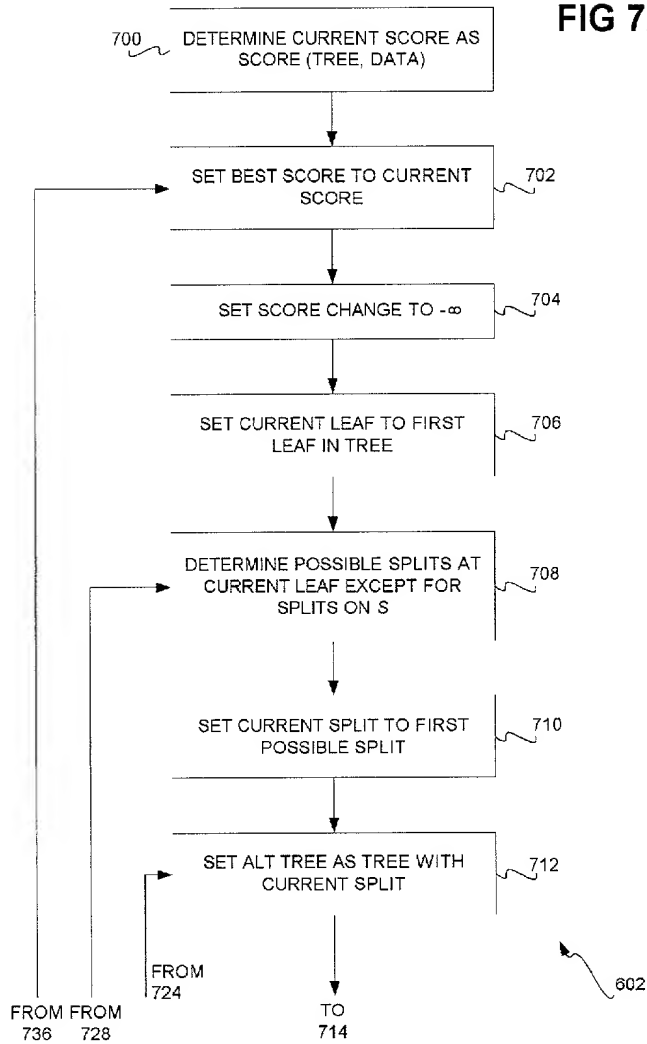 FIG 7
700
DETERMINE CURRENT SCORE AS
SCORE (TREE, DATA)
SET BEST SCORE TO CURRENT
SCORE
702
SET SCORE CHANGE TO -∞
704
SET CURRENT LEAF TO FIRST
LEAF IN TREE
706
DETERMINE POSSIBLE SPLITS AT
CURRENT LEAF EXCEPT FOR
SPLITS ON S
708
SET CURRENT SPLIT TO FIRST
POSSIBLE SPLIT
710
SET ALT TREE AS TREE WITH
CURRENT SPLIT
712
FROM
724
602
FROM
736
FROM
728
TO
714